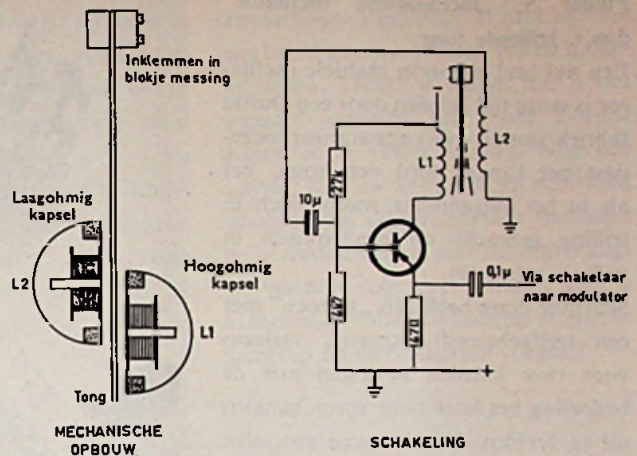 Inklemmen in
blokje messing
Laagohmig
kapsel
L2
Hoogohmig
kapsel
L1
Tong
MECHANISCHE
OPBOUW
L1
L2
27k
10µ
4k7
470
0,1µ
Via schakelaar
naar modulator
−
+
SCHAKELING